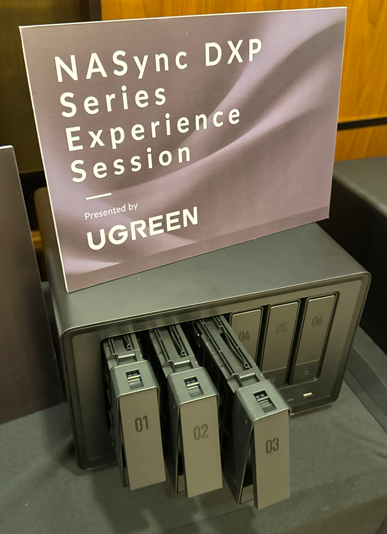 NASync DXP
Series
Experience
Session
Presented by
UGREEN
04 05 06
01 02 03